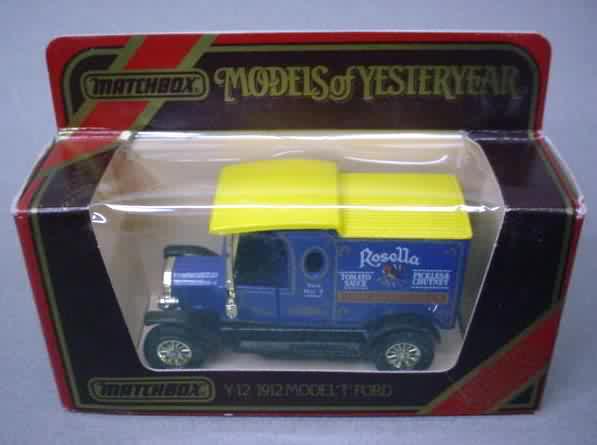 MATCHBOX
MODELS of YESTERYEAR
Rosella
TOMATO SAUCE
PICKLES & CHUTNEY
MATCHBOX
Y-12 1912 MODEL 'T' FORD